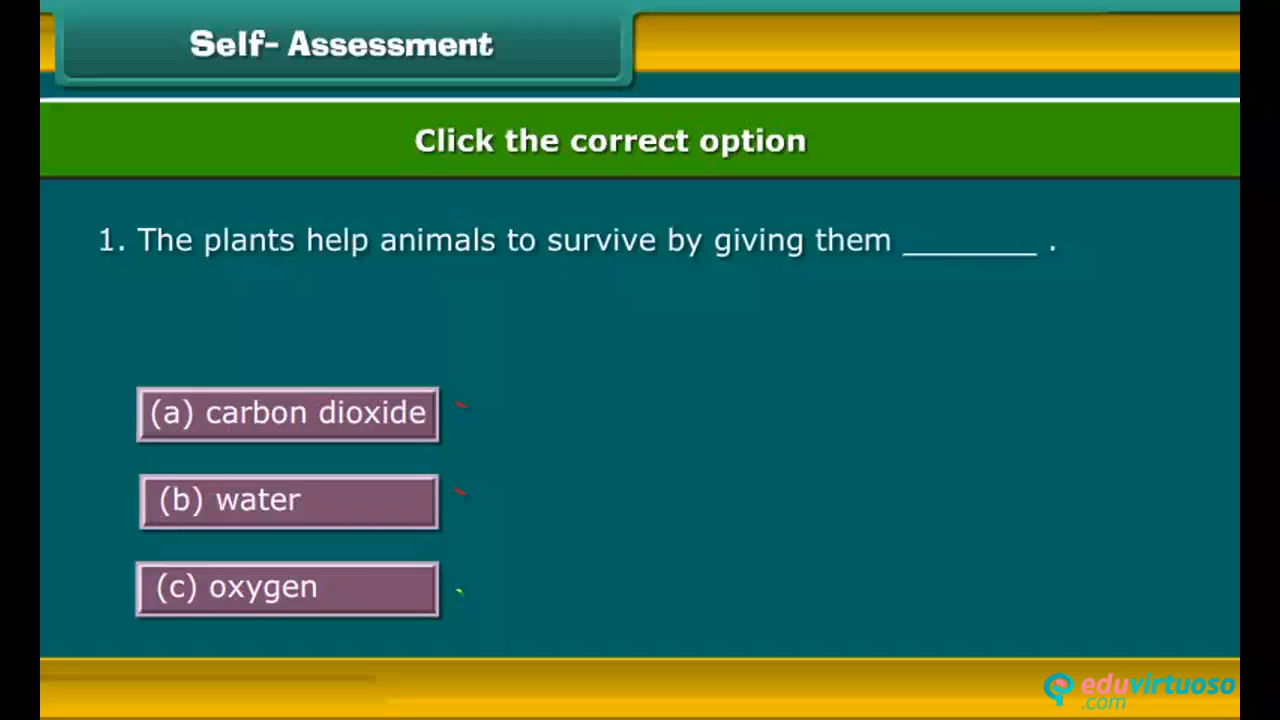 Self- Assessment
Click the correct option
1. The plants help animals to survive by giving them ________ .
(a) carbon dioxide
(b) water
(c) oxygen
eduvirtuoso
.com